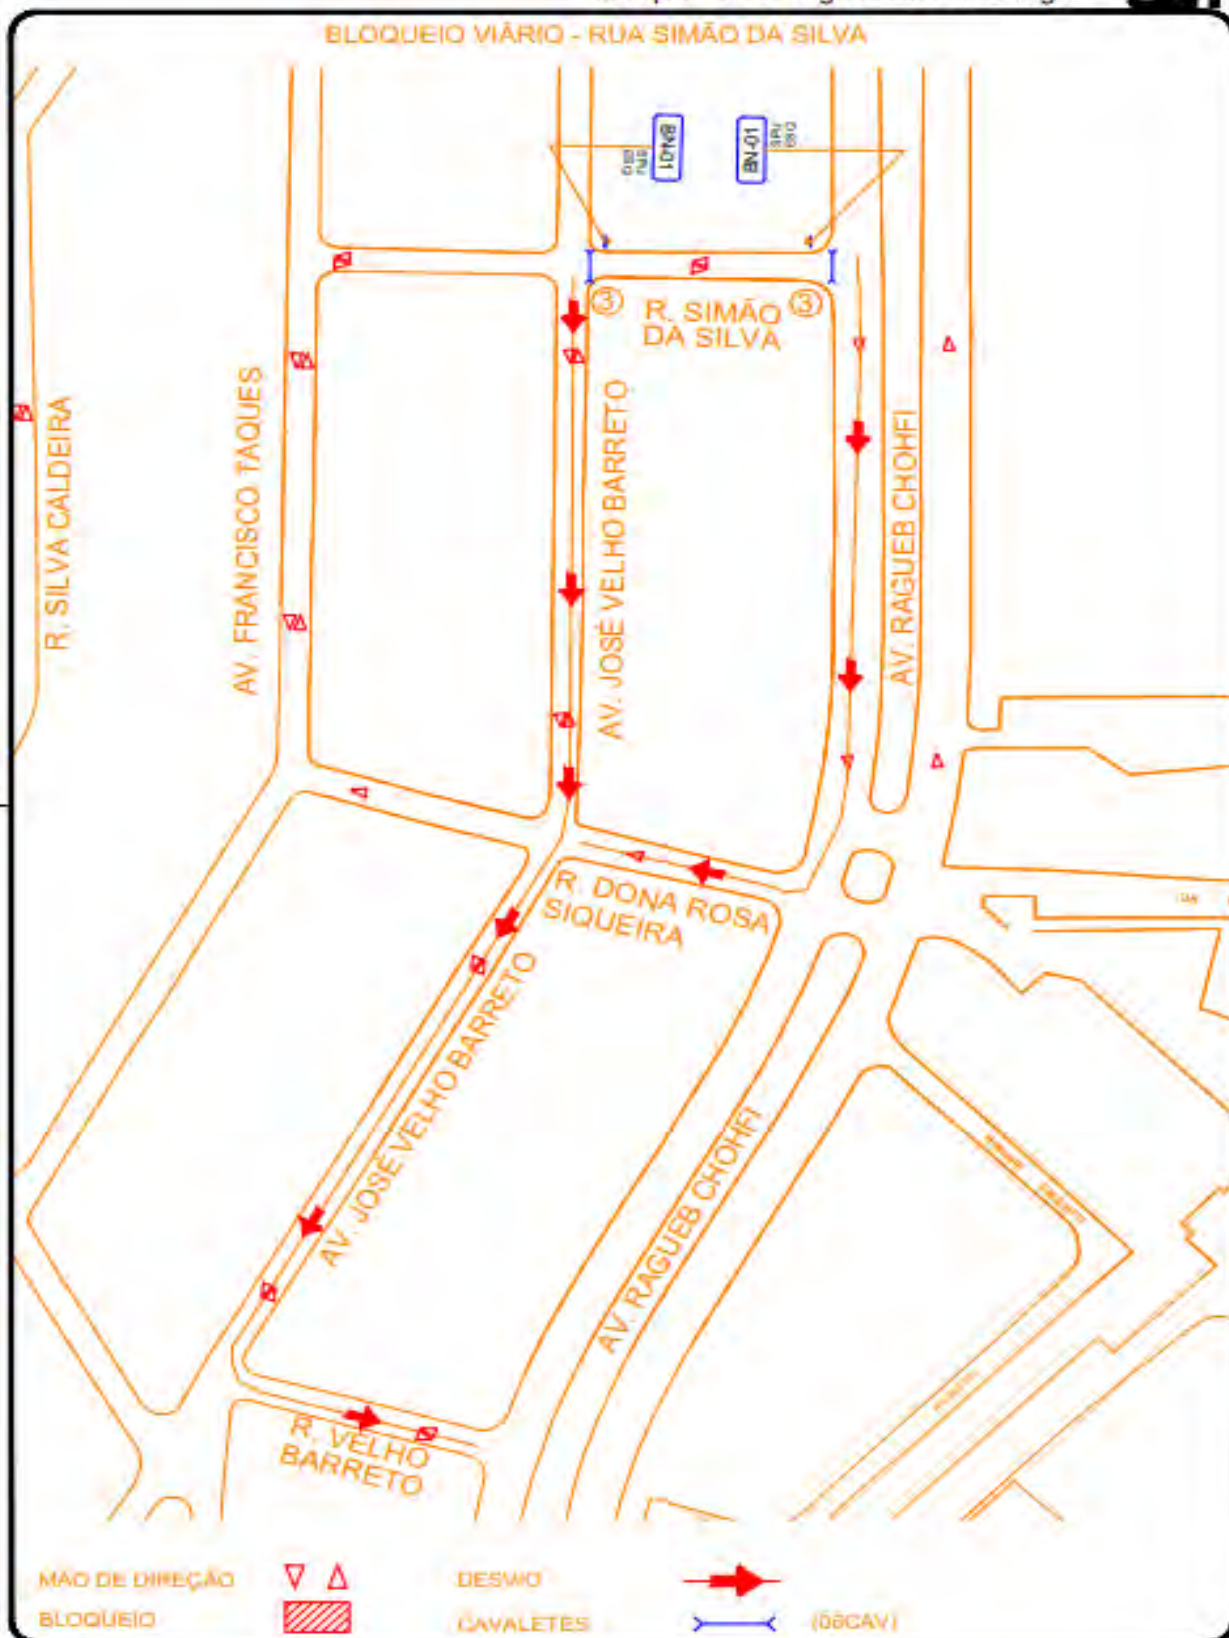 BLOQUEIO VIÁRIO - RUA SIMÃO DA SILVA
BN-01
BN-01
3
R. SIMÃO
DA SILVA
3
R. SILVA CALDEIRA
AV. FRANCISCO TAQUES
AV. JOSÉ VELHO BARRETO
AV. RAGUEB CHOHFI
R. DONA ROSA
SIQUEIRA
AV. JOSÉ VELHO BARRETO
AV. RAGUEB CHOHFI
R. VELHO
BARRETO
MÃO DE DIREÇÃO
DESVIO
BLOQUEIO
CAVALETES